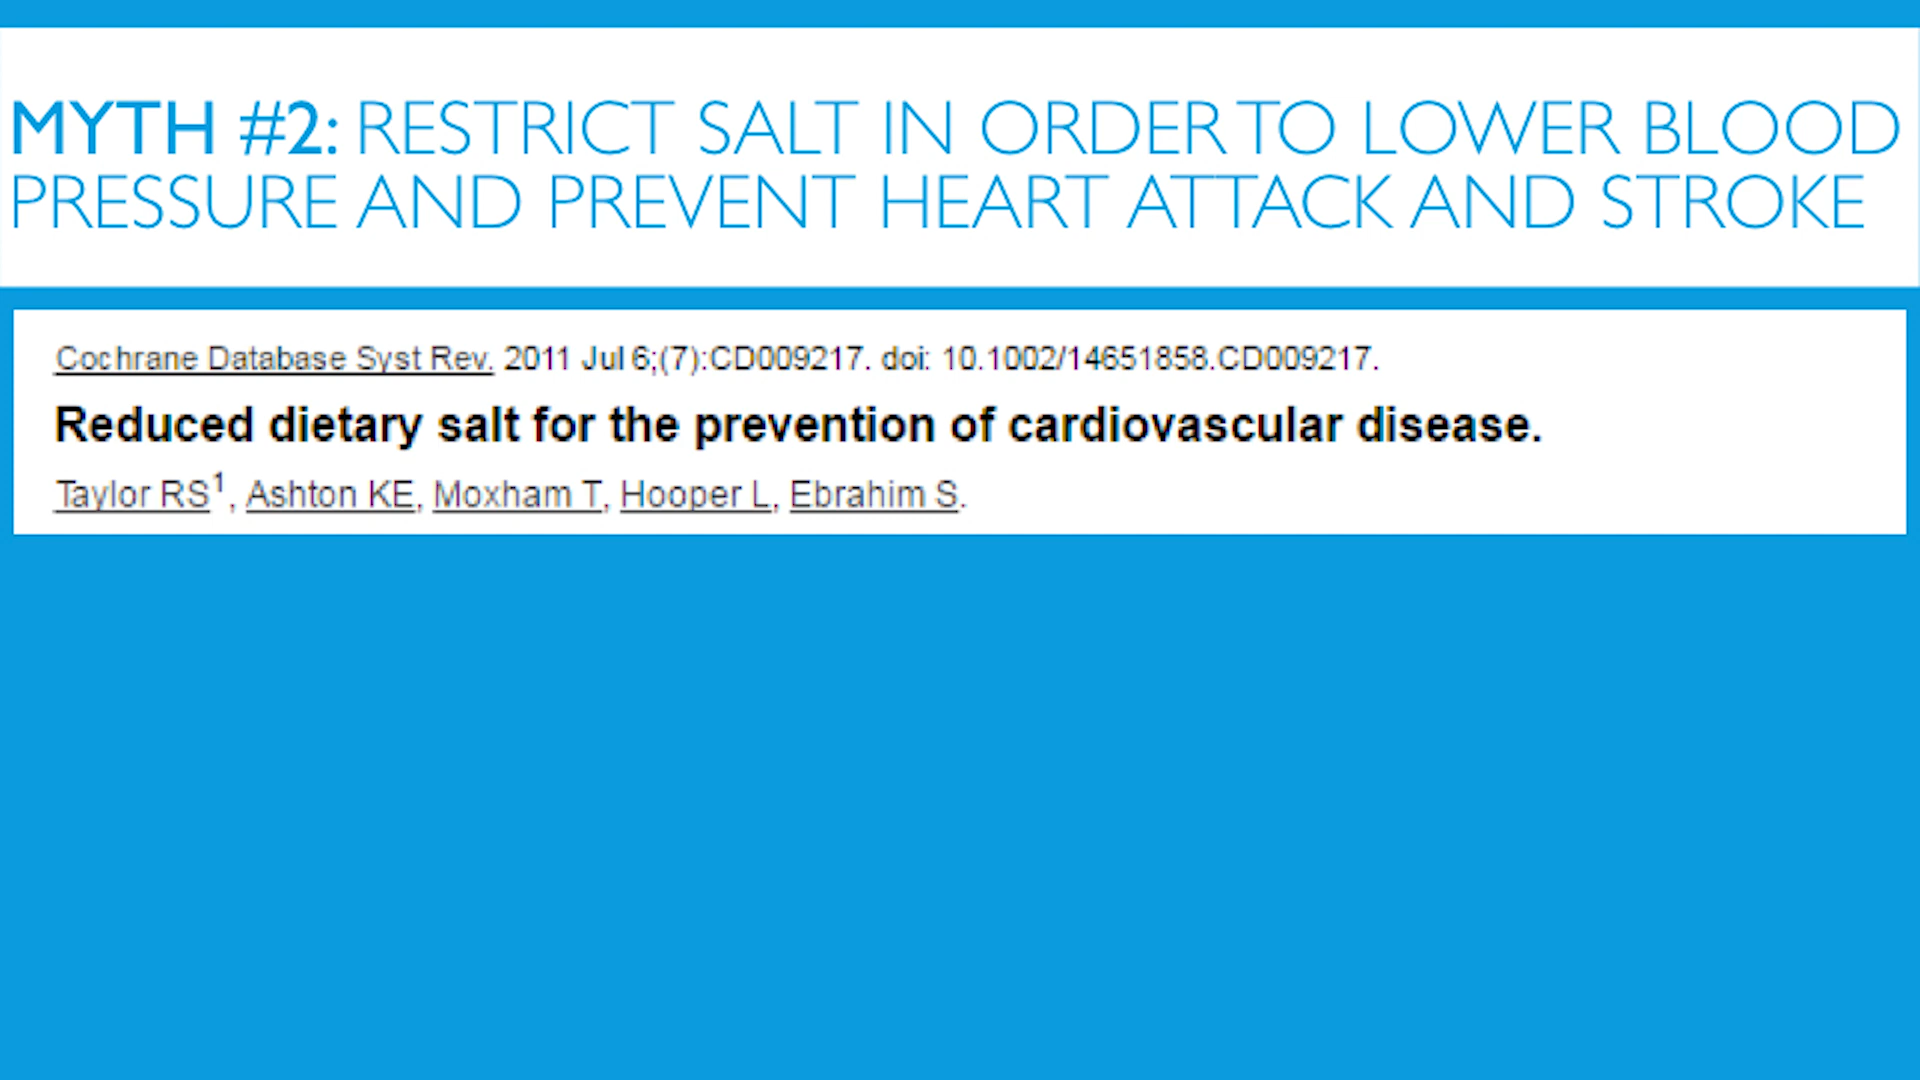 MYTH #2: RESTRICT SALT IN ORDER TO LOWER BLOOD
PRESSURE AND PREVENT HEART ATTACK AND STROKE
Cochrane Database Syst Rev. 2011 Jul 6;(7):CD009217. doi: 10.1002/14651858.CD009217.
Reduced dietary salt for the prevention of cardiovascular disease.
Taylor RS1, Ashton KE, Moxham T, Hooper L, Ebrahim S.